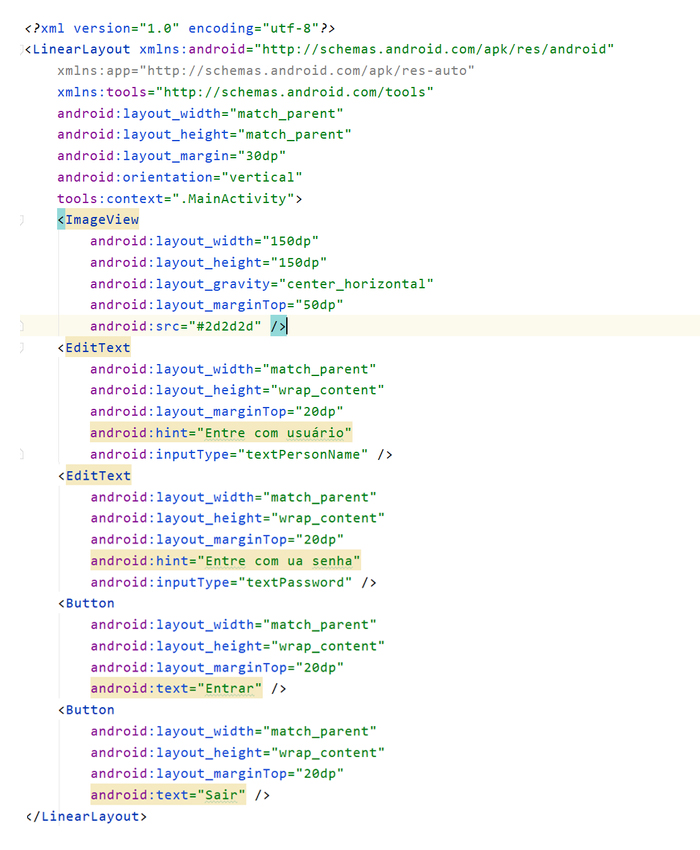 <?xml version="1.0" encoding="utf-8"?>
<LinearLayout xmlns:android="http://schemas.android.com/apk/res/android"
    xmlns:app="http://schemas.android.com/apk/res-auto"
    xmlns:tools="http://schemas.android.com/tools"
    android:layout_width="match_parent"
    android:layout_height="match_parent"
    android:layout_margin="30dp"
    android:orientation="vertical"
    tools:context=".MainActivity">
    <ImageView
        android:layout_width="150dp"
        android:layout_height="150dp"
        android:layout_gravity="center_horizontal"
        android:layout_marginTop="50dp"
        android:src="#2d2d2d" />
    <EditText
        android:layout_width="match_parent"
        android:layout_height="wrap_content"
        android:layout_marginTop="20dp"
        android:hint="Entre com usuário"
        android:inputType="textPersonName" />
    <EditText
        android:layout_width="match_parent"
        android:layout_height="wrap_content"
        android:layout_marginTop="20dp"
        android:hint="Entre com ua senha"
        android:inputType="textPassword" />
    <Button
        android:layout_width="match_parent"
        android:layout_height="wrap_content"
        android:layout_marginTop="20dp"
        android:text="Entrar" />
    <Button
        android:layout_width="match_parent"
        android:layout_height="wrap_content"
        android:layout_marginTop="20dp"
        android:text="Sair" />
</LinearLayout>